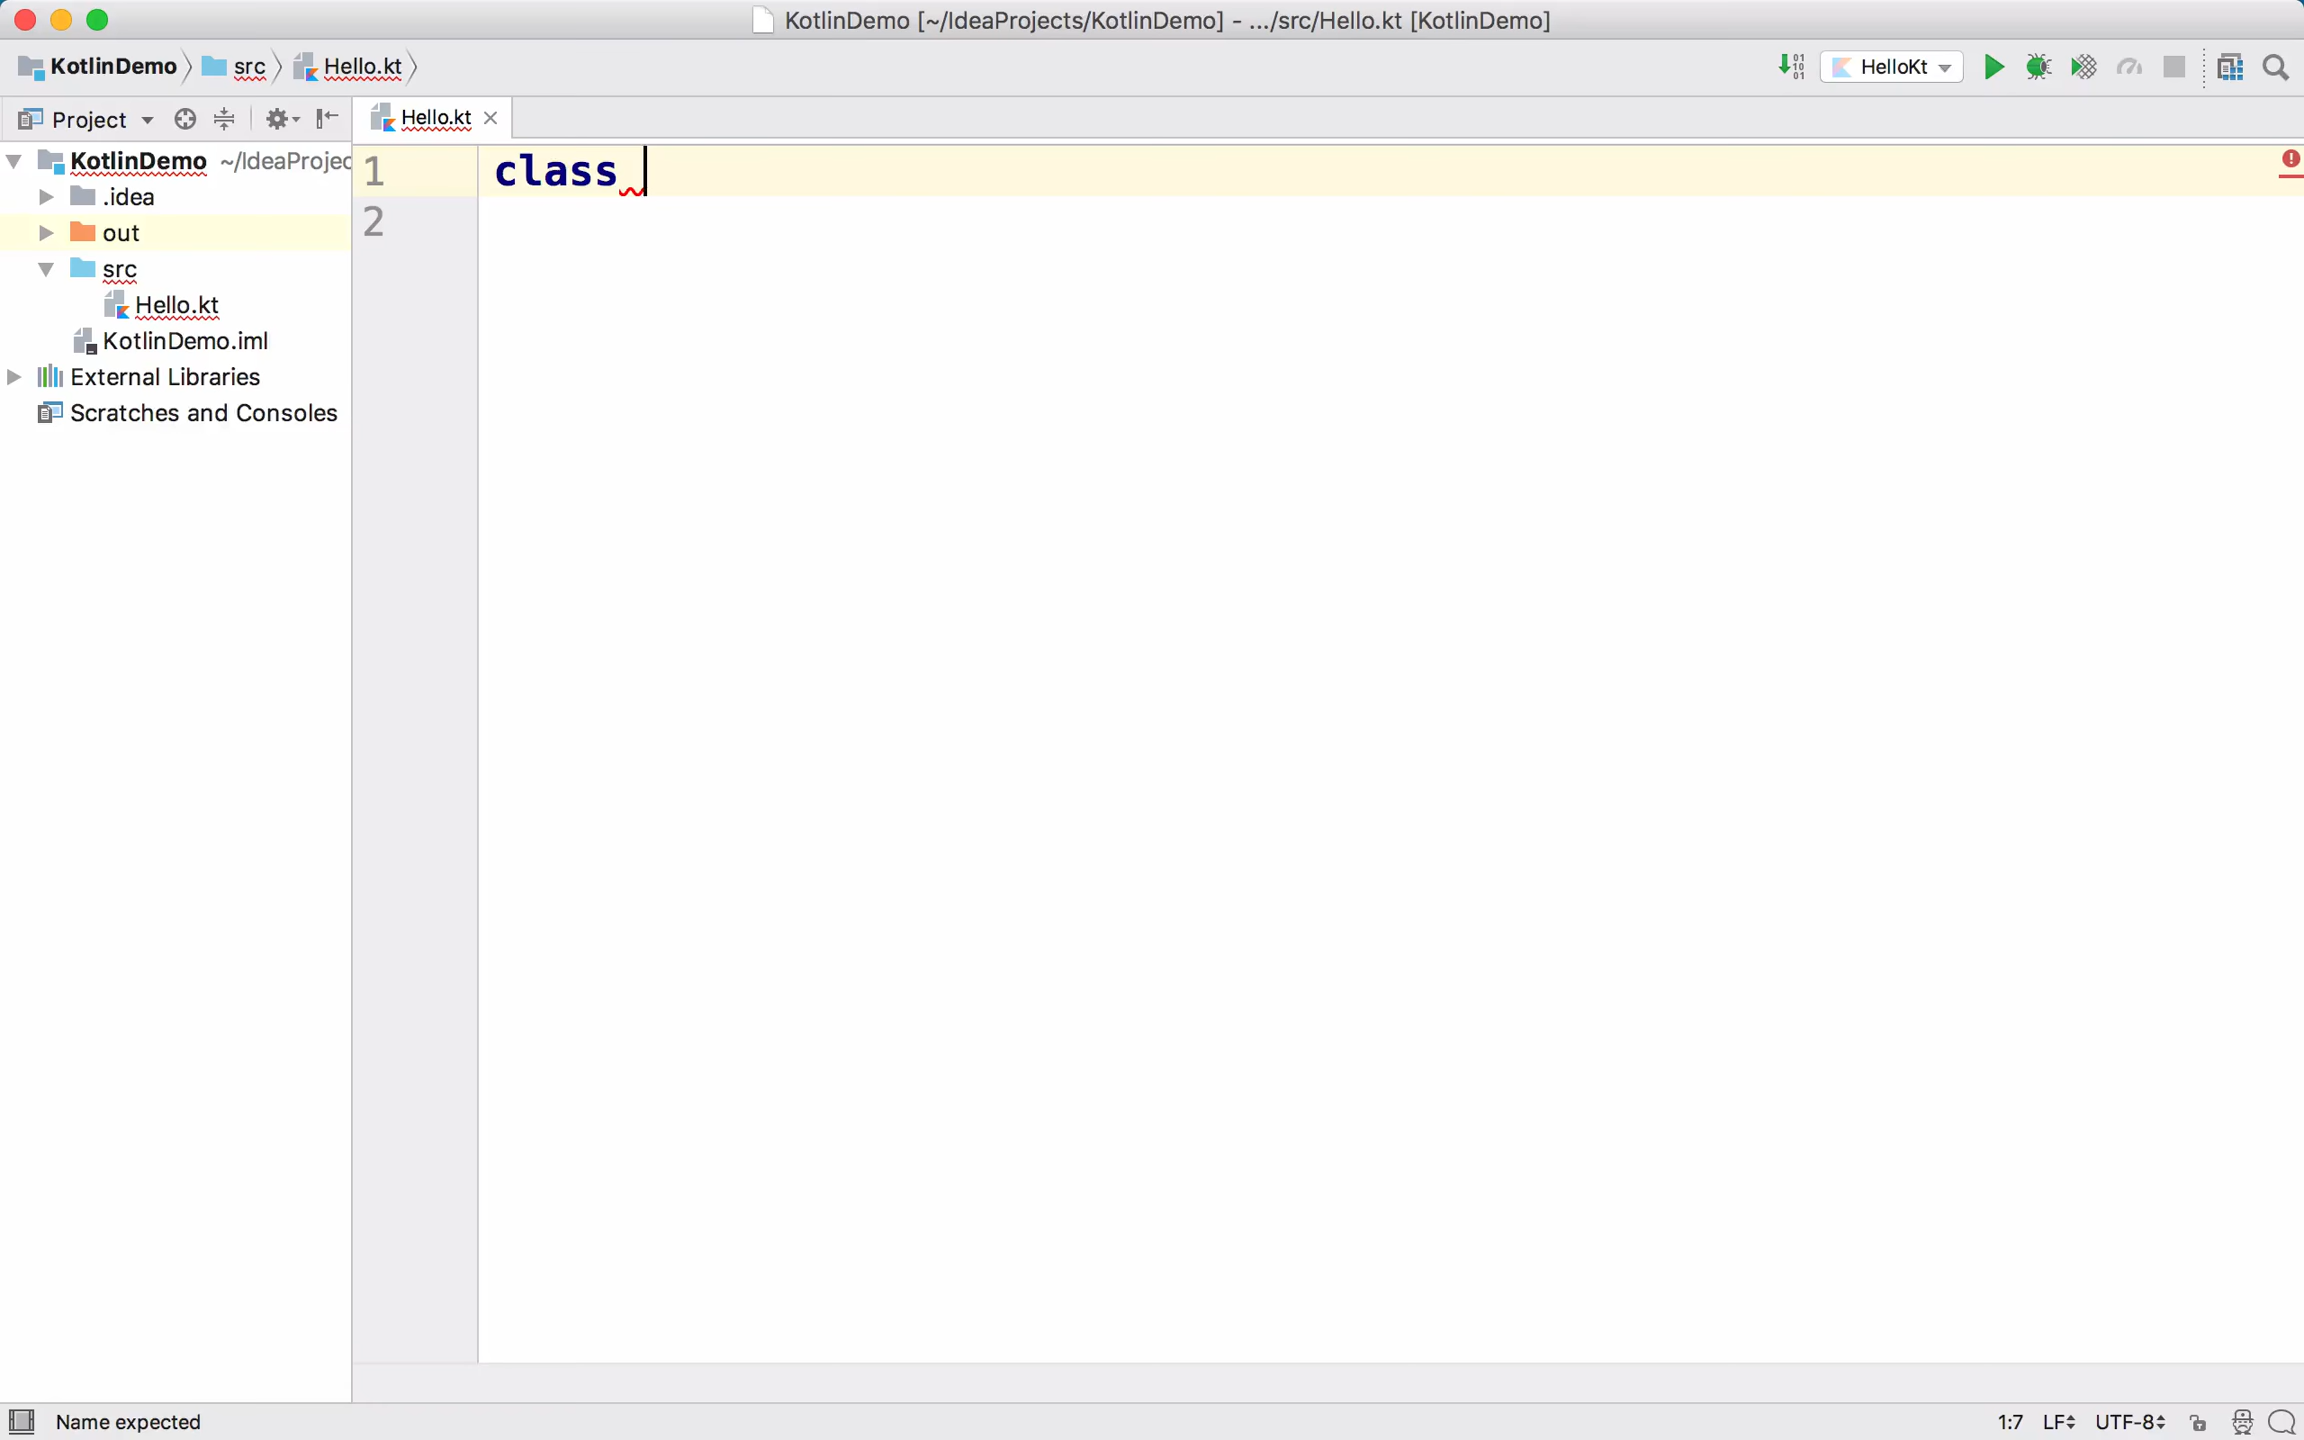 KotlinDemo [~/IdeaProjects/KotlinDemo] - .../src/Hello.kt [KotlinDemo]
KotlinDemo src Hello.kt HelloKt
Project Hello.kt
KotlinDemo ~/IdeaProjec
.idea
out
src
Hello.kt
KotlinDemo.iml
External Libraries
Scratches and Consoles
1 class
2
Name expected 1:7 LF UTF-8